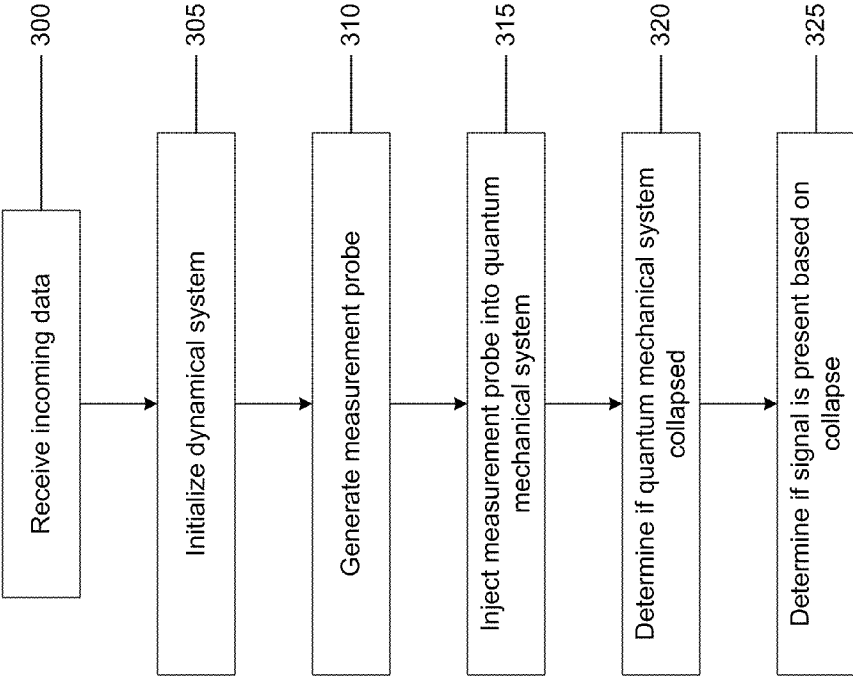 Receive incoming data
300
Initialize dynamical system
305
Generate measurement probe
310
Inject measurement probe into quantum
mechanical system
315
Determine if quantum mechanical system
collapsed
320
Determine if signal is present based on
collapse
325